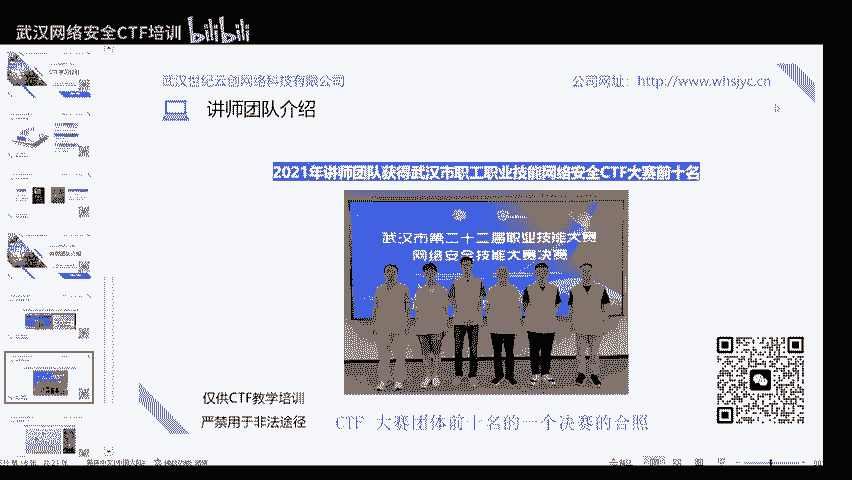 武汉网络安全CTF培训 bilibili
武汉世纪云创网络科技有限公司
公司网址：http://www.whsjyc.cn
讲师团队介绍
2021年讲师团队获得武汉市职工职业技能网络安全CTF大赛前十名
武汉市第二十二届职业技能大赛
网络安全技能大赛决赛
仅供CTF教学培训
严禁用于非法途径
CTF 大赛团体前十名的一个决赛的合照